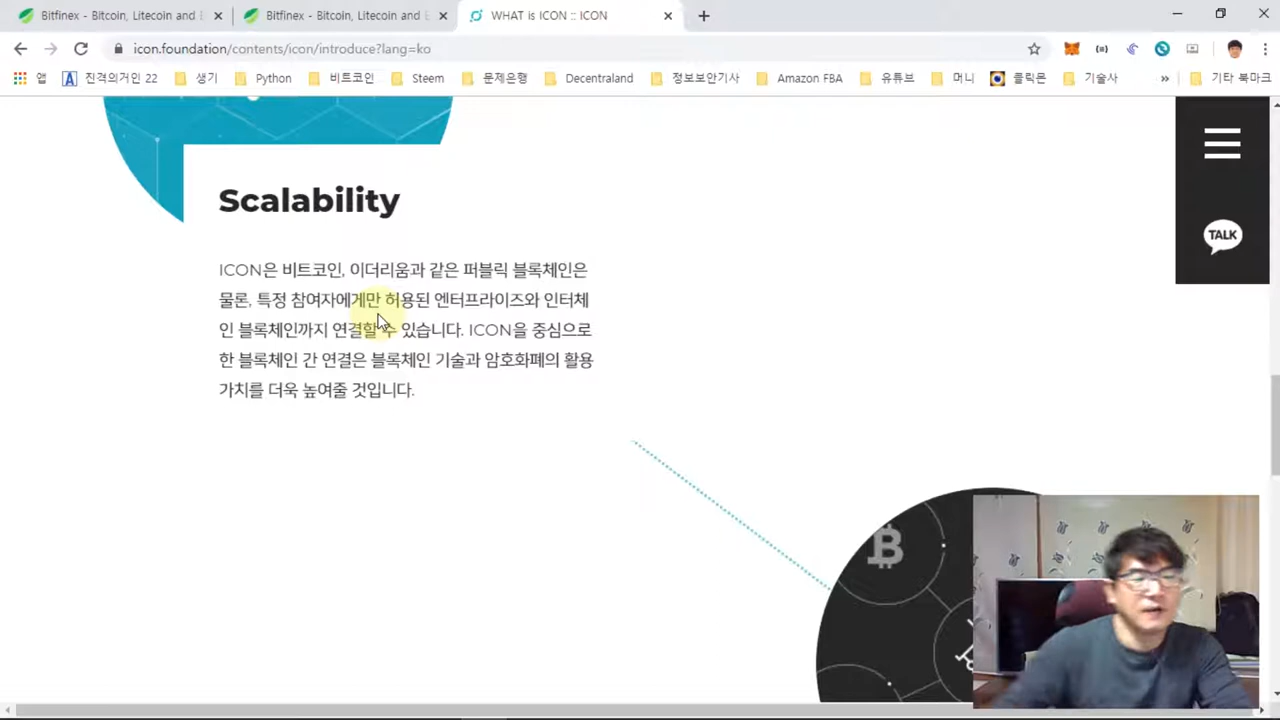 Bitfinex - Bitcoin, Litecoin and E
Bitfinex - Bitcoin, Litecoin and E
WHAT is ICON :: ICON
icon.foundation/contents/icon/introduce?lang=ko
앱
진격의거인 22
생기
Python
비트코인
Steem
문제은행
Decentraland
정보보안기사
Amazon FBA
유튜브
머니
클릭몬
기술사
»
기타 북마크
TALK
Scalability
ICON은 비트코인, 이더리움과 같은 퍼블릭 블록체인은
물론, 특정 참여자에게만 허용된 엔터프라이즈와 인터체
인 블록체인까지 연결할 수 있습니다. ICON을 중심으로
한 블록체인 간 연결은 블록체인 기술과 암호화폐의 활용
가치를 더욱 높여줄 것입니다.